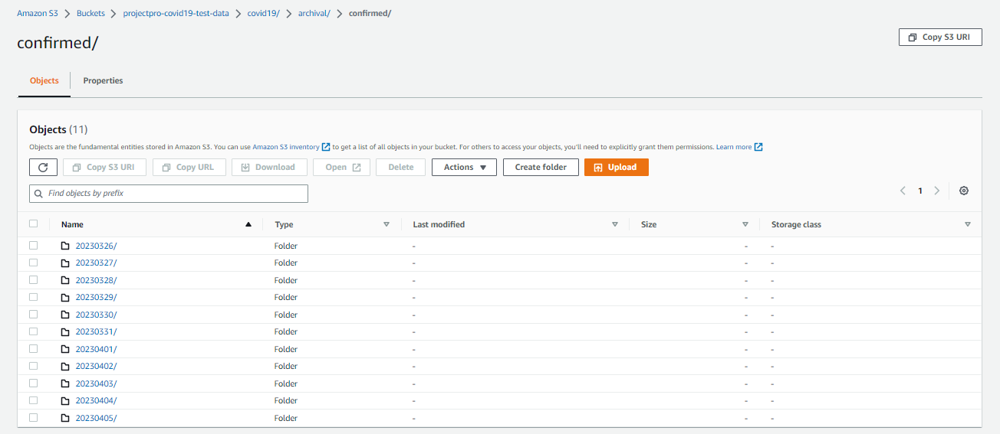 Amazon S3 > Buckets > projectpro-covid19-test-data > covid19/ > archival/ > confirmed/
confirmed/
Copy S3 URI
Objects Properties
Objects (11)
Objects are the fundamental entities stored in Amazon S3. You can use Amazon S3 inventory to get a list of all objects in your bucket. For others to access your objects, you'll need to explicitly grant them permissions. Learn more
Copy S3 URI Copy URL Download Open Delete Actions Create folder Upload
Find objects by prefix
< 1 >
Name Type Last modified Size Storage class
20230326/ Folder - - -
20230327/ Folder - - -
20230328/ Folder - - -
20230329/ Folder - - -
20230330/ Folder - - -
20230331/ Folder - - -
20230401/ Folder - - -
20230402/ Folder - - -
20230403/ Folder - - -
20230404/ Folder - - -
20230405/ Folder - - -